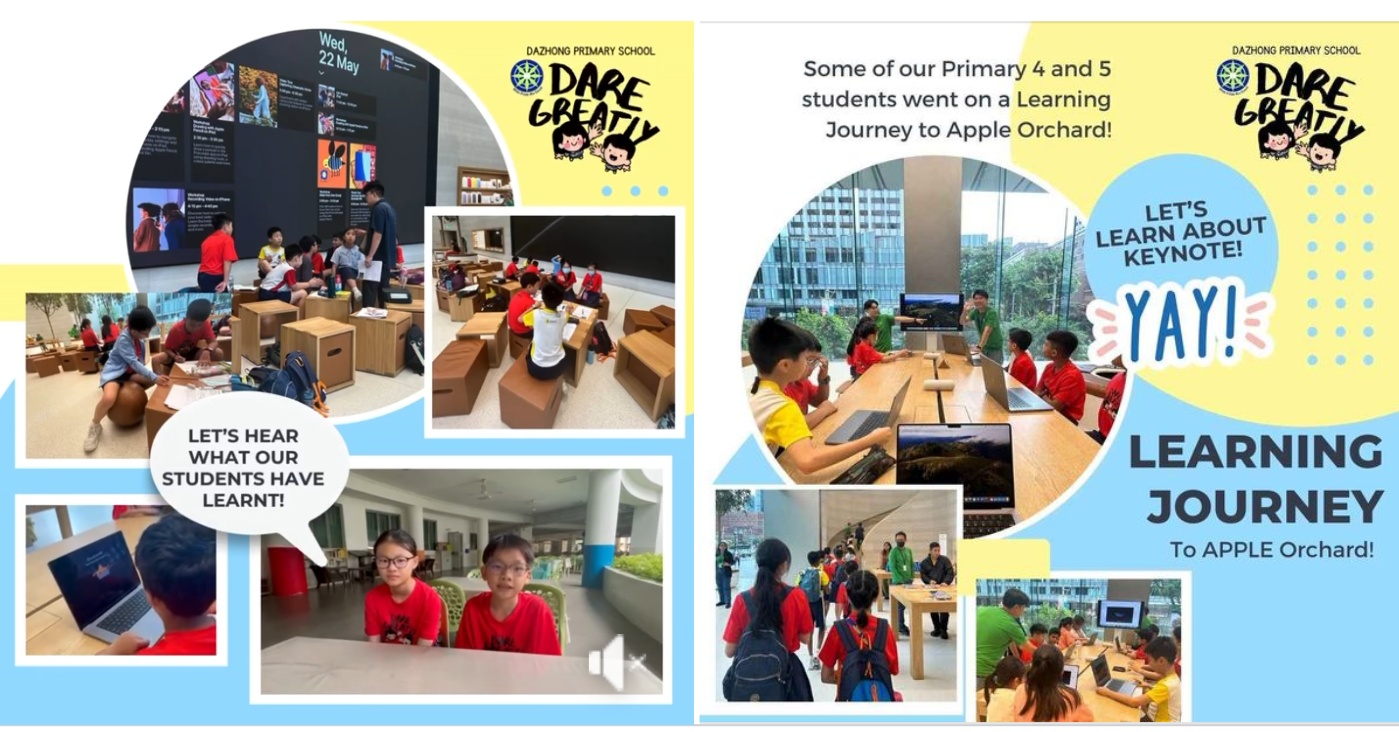 Wed,
22 May
DAZHONG PRIMARY SCHOOL
DARE
GREATLY
LET'S HEAR
WHAT OUR
STUDENTS HAVE
LEARNT!
Some of our Primary 4 and 5
students went on a Learning
Journey to Apple Orchard!
DAZHONG PRIMARY SCHOOL
DARE
GREATLY
LET'S
LEARN ABOUT
KEYNOTE!
YAY!
LEARNING
JOURNEY
To APPLE Orchard!